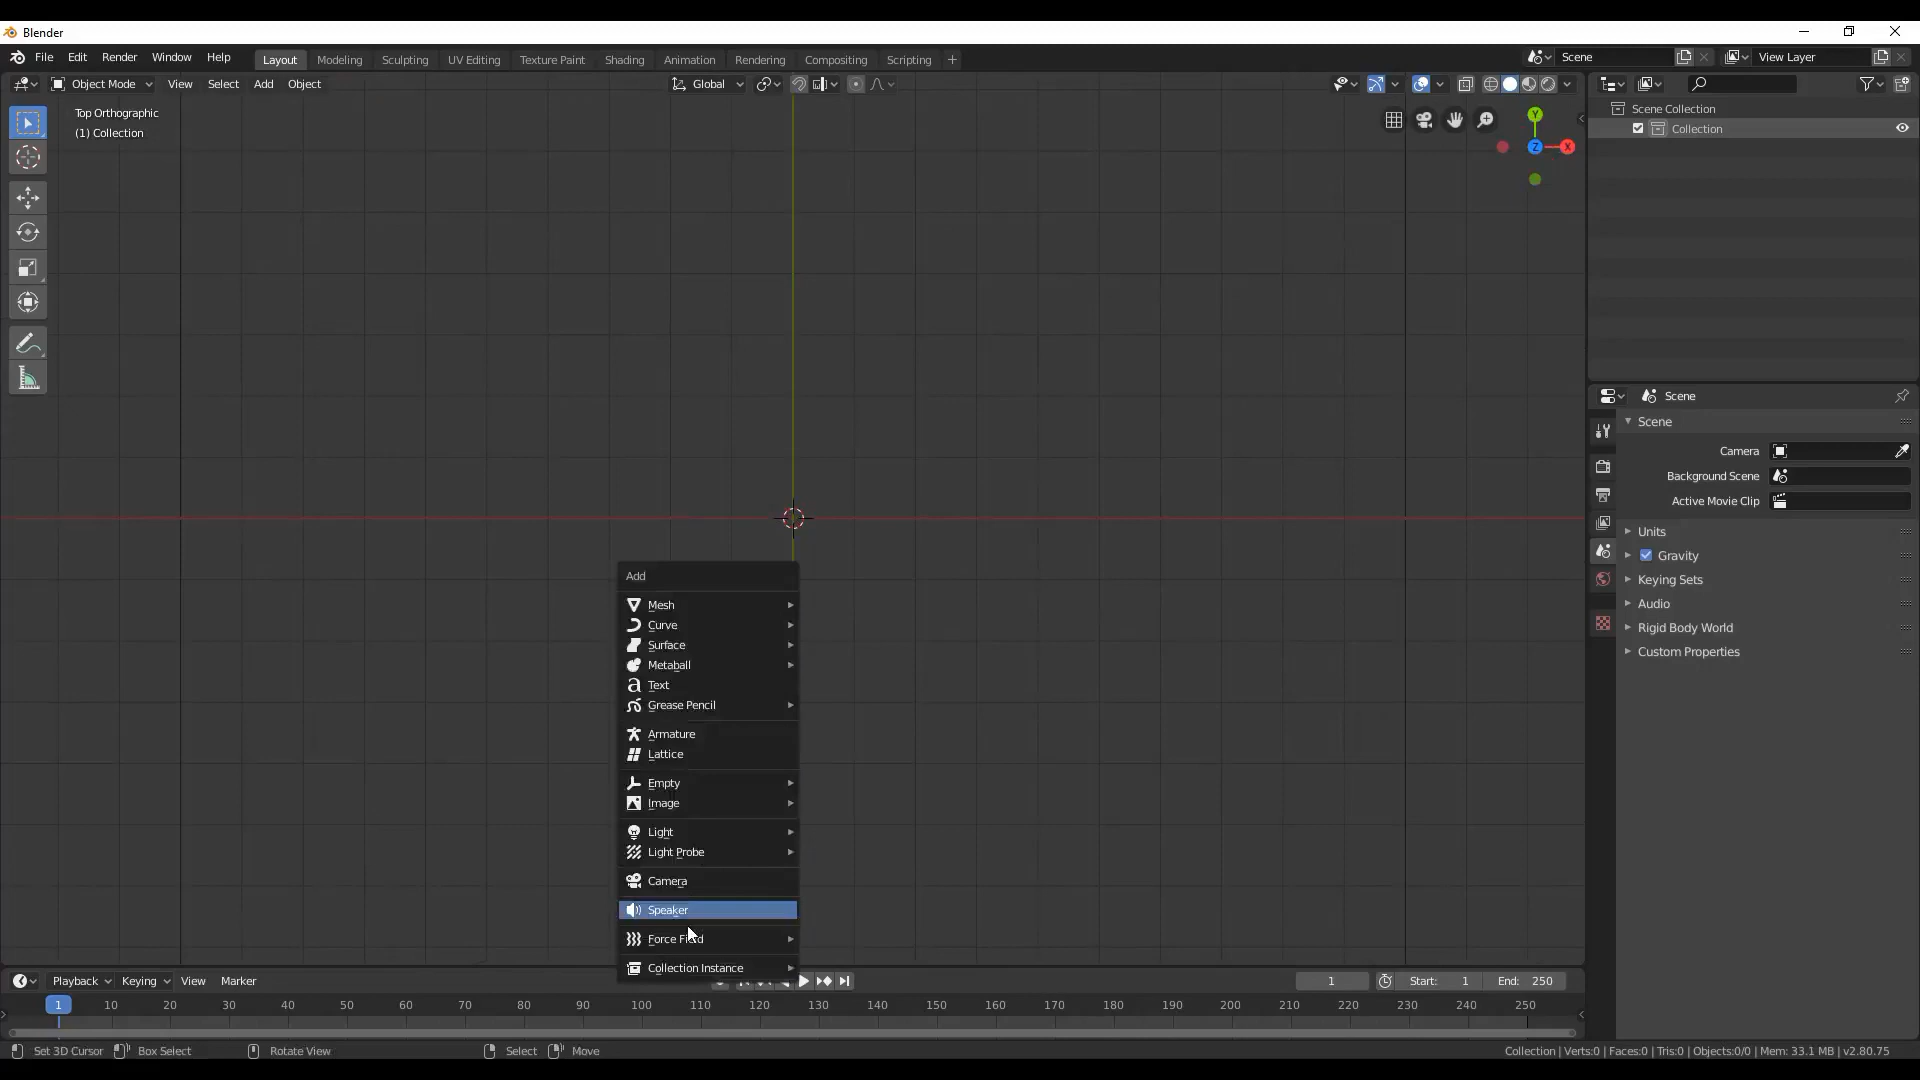 Blender
File Edit Render Window Help Layout Modeling Sculpting UV Editing Texture Paint Shading Animation Rendering Compositing Scripting + Scene View Layer
Object Mode View Select Add Object Global
Top Orthographic
(1) Collection
Y
Z
X
Scene Collection
Collection
Scene
Scene
Camera
Background Scene
Active Movie Clip
Units
Gravity
Keying Sets
Audio
Rigid Body World
Custom Properties
Add
Mesh
Curve
Surface
Metaball
Text
Grease Pencil
Armature
Lattice
Empty
Image
Light
Light Probe
Camera
Speaker
Force Field
Collection Instance
Playback Keying View Marker 1 Start: 1 End: 250
1 10 20 30 40 50 60 70 80 90 100 110 120 130 140 150 160 170 180 190 200 210 220 230 240 250
Set 3D Cursor Box Select Rotate View Select Move Collection | Verts:0 | Faces:0 | Tris:0 | Objects:0/0 | Mem: 33.1 MB | v2.80.75